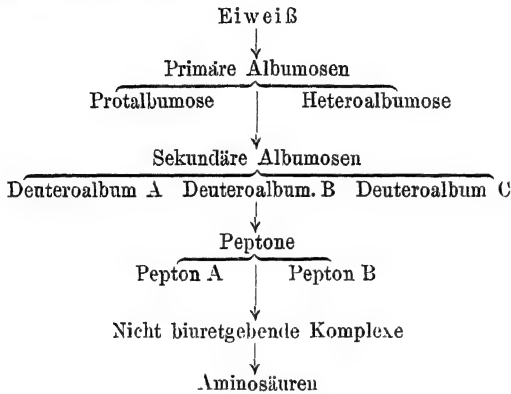 Eiweiß
Primäre Albumosen
Protalbumose Heteroalbumose
Sekundäre Albumosen
Deuteroalbum A Deuteroalbum. B Deuteroalbum C
Peptone
Pepton A Pepton B
Nicht biuretgebende Komplexe
Aminosäuren